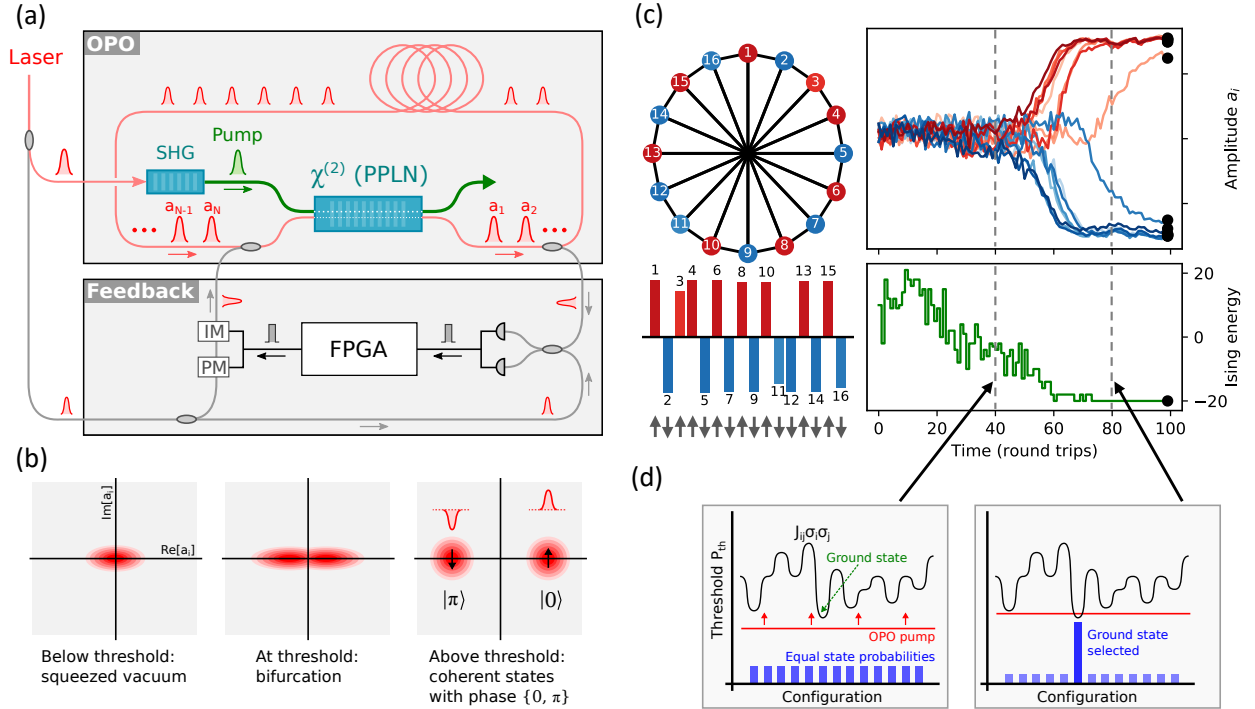 (a)
OPO
Laser
Pump
SHG
χ(2) (PPLN)
aN-1 aN
a1 a2
Feedback
IM
PM
FPGA
(b)
Im[ai]
Re[ai]
|π⟩
|0⟩
Below threshold:
squeezed vacuum
At threshold:
bifurcation
Above threshold:
coherent states
with phase {0, π}
(c)
1
2
3
4
5
6
7
8
9
10
11
12
13
14
15
16
1 3 4 6 8 10 13 15
2 5 7 9 11 12 14 16
Amplitude ai
20
0
−20
Ising energy
0 20 40 60 80 100
Time (round trips)
(d)
Threshold Pth
Jijσiσj
Ground state
OPO pump
Equal state probabilities
Configuration
Ground state
selected
Configuration